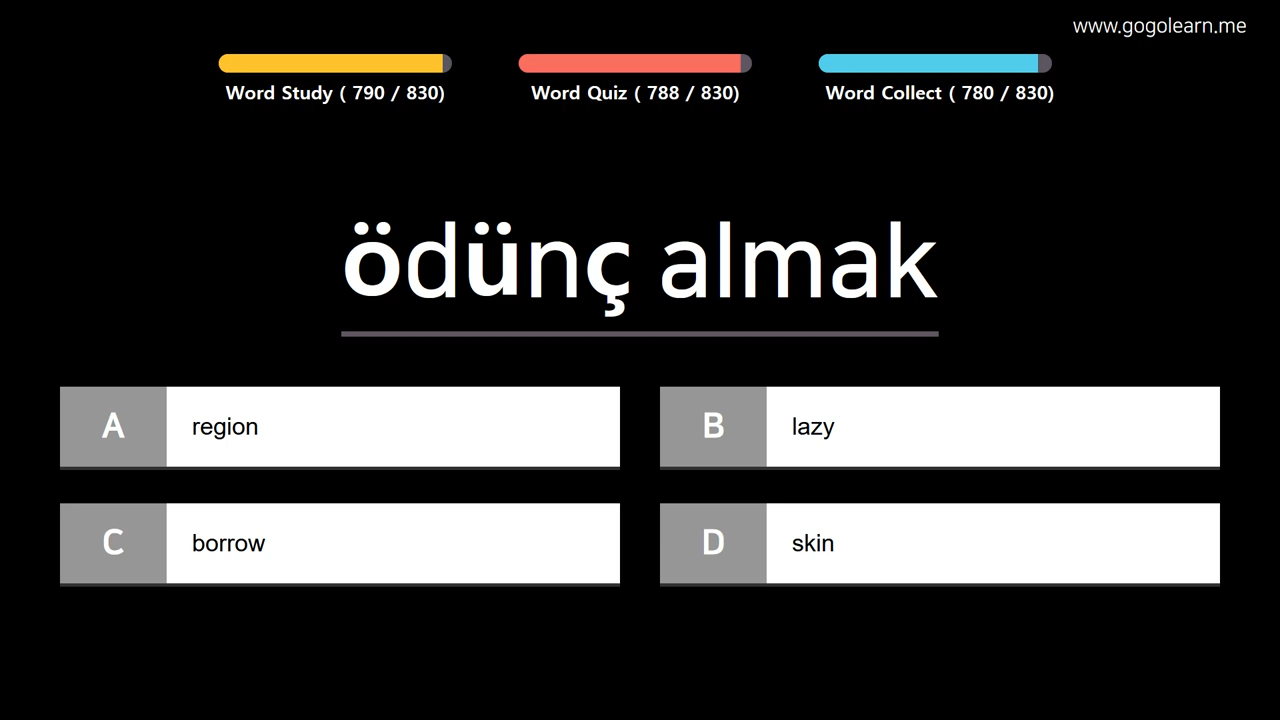 www.gogolearn.me
Word Study ( 790 / 830)
Word Quiz ( 788 / 830)
Word Collect ( 780 / 830)
ödünç almak
A region
B lazy
C borrow
D skin